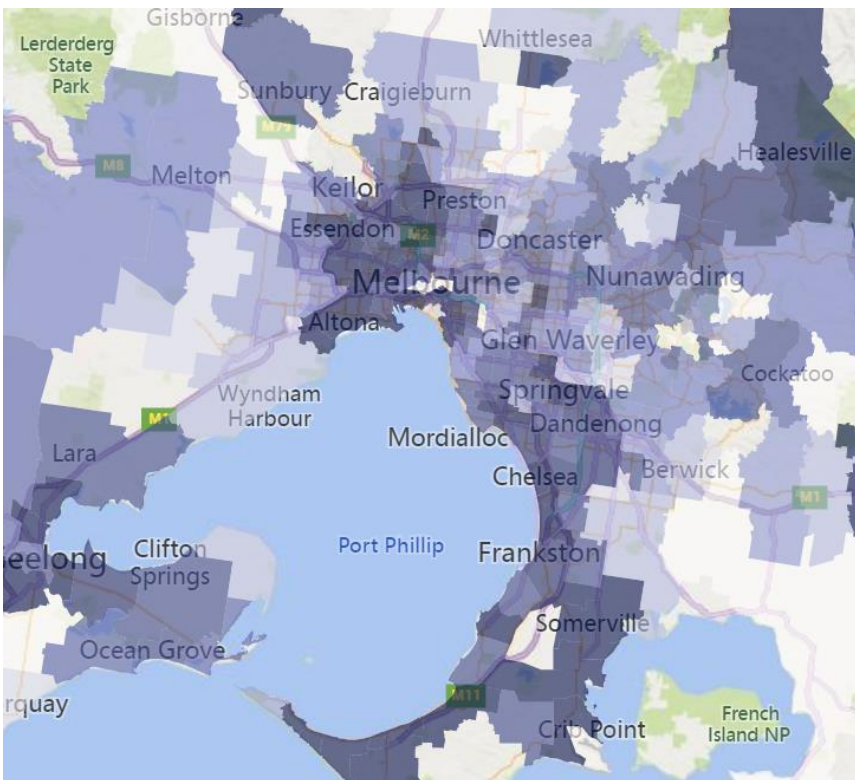 Gisborne
Whittlesea
Lerderderg
State
Park
Sunbury
Craigieburn
M79
Healesville
M8
Melton
Keilor
Preston
Essendon
M2
Doncaster
Melbourne
Nunawading
Altona
Glen Waverley
Cockatoo
Wyndham
Harbour
Springvale
M1
Dandenong
Mordialloc
Lara
Chelsea
Berwick
M1
Port Phillip
Frankston
eelong
Clifton
Springs
Somerville
Ocean Grove
M11
rquay
Crib Point
French
Island NP